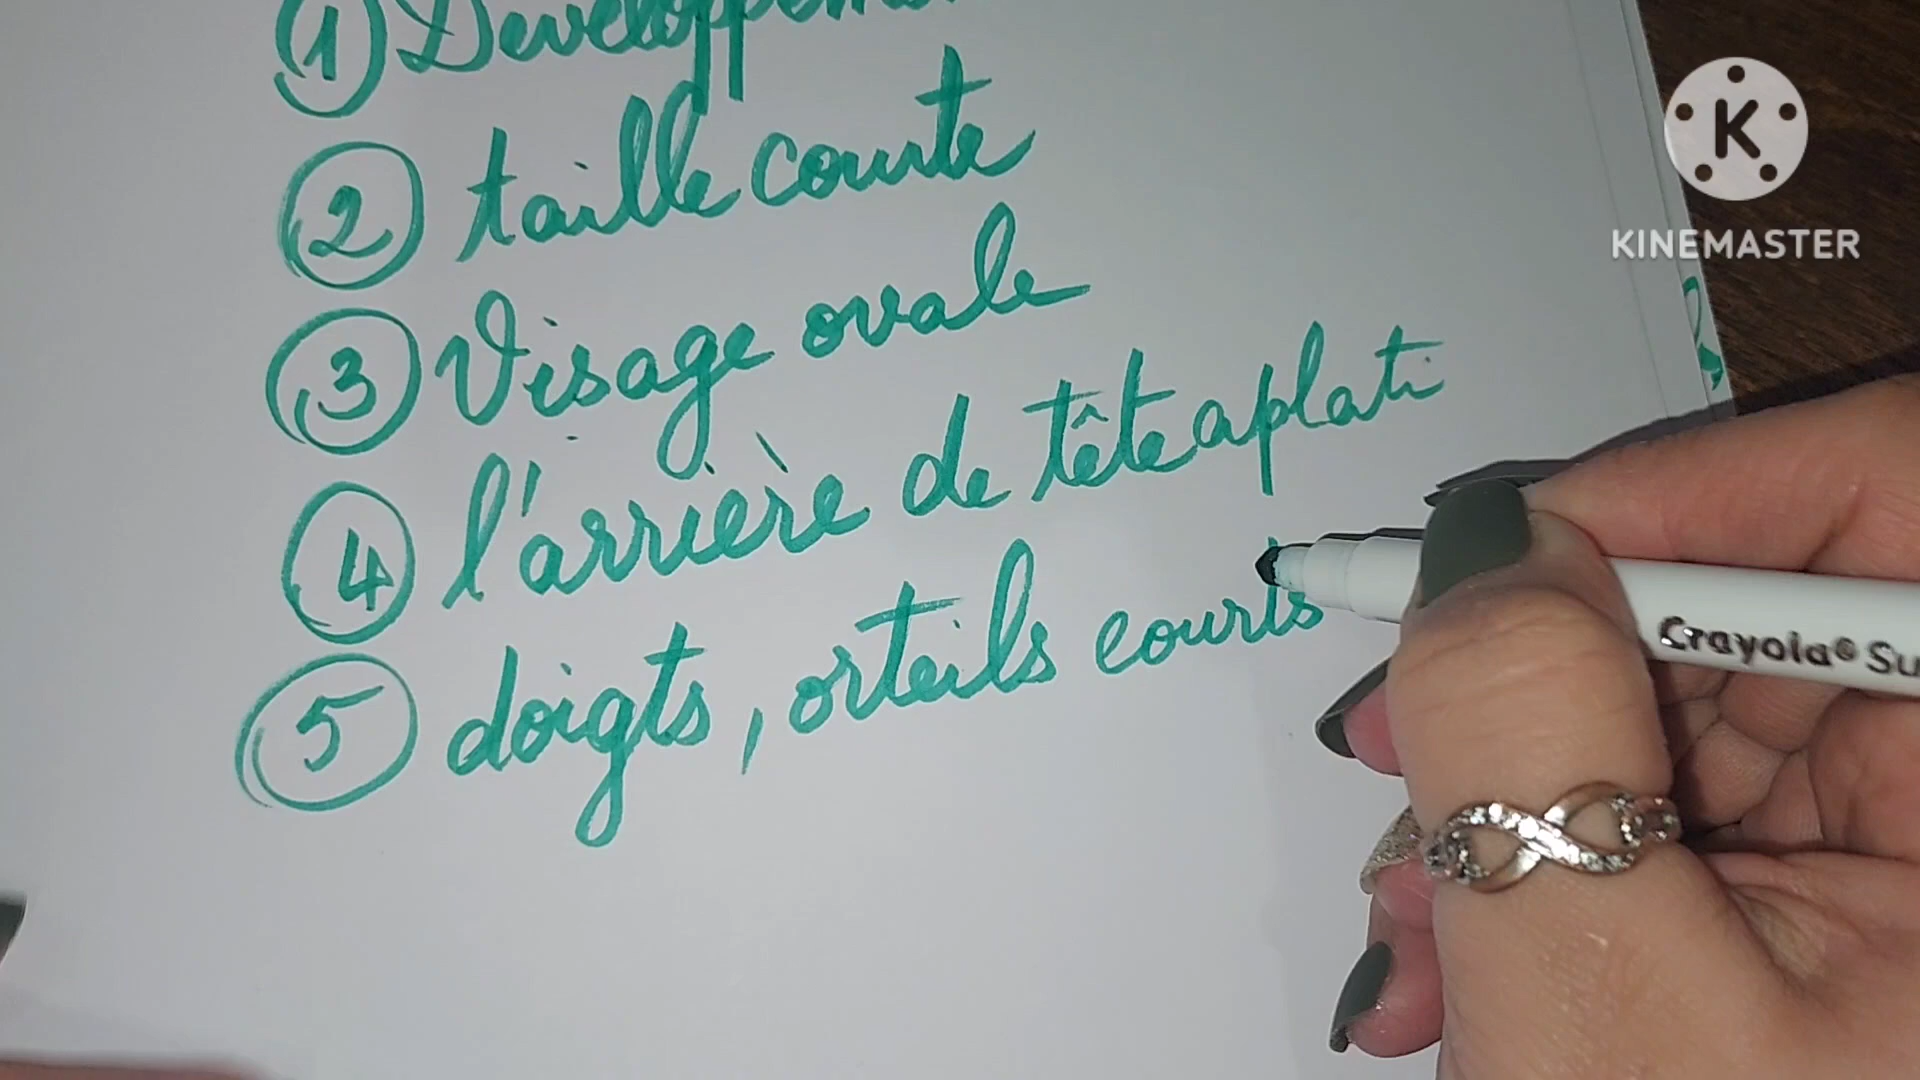 ① Developpeme
② taille courte
③ Visage ovale
④ l'arrière de tête aplati
⑤ doigts, orteils courts
K
KINEMASTER
Crayola® Su